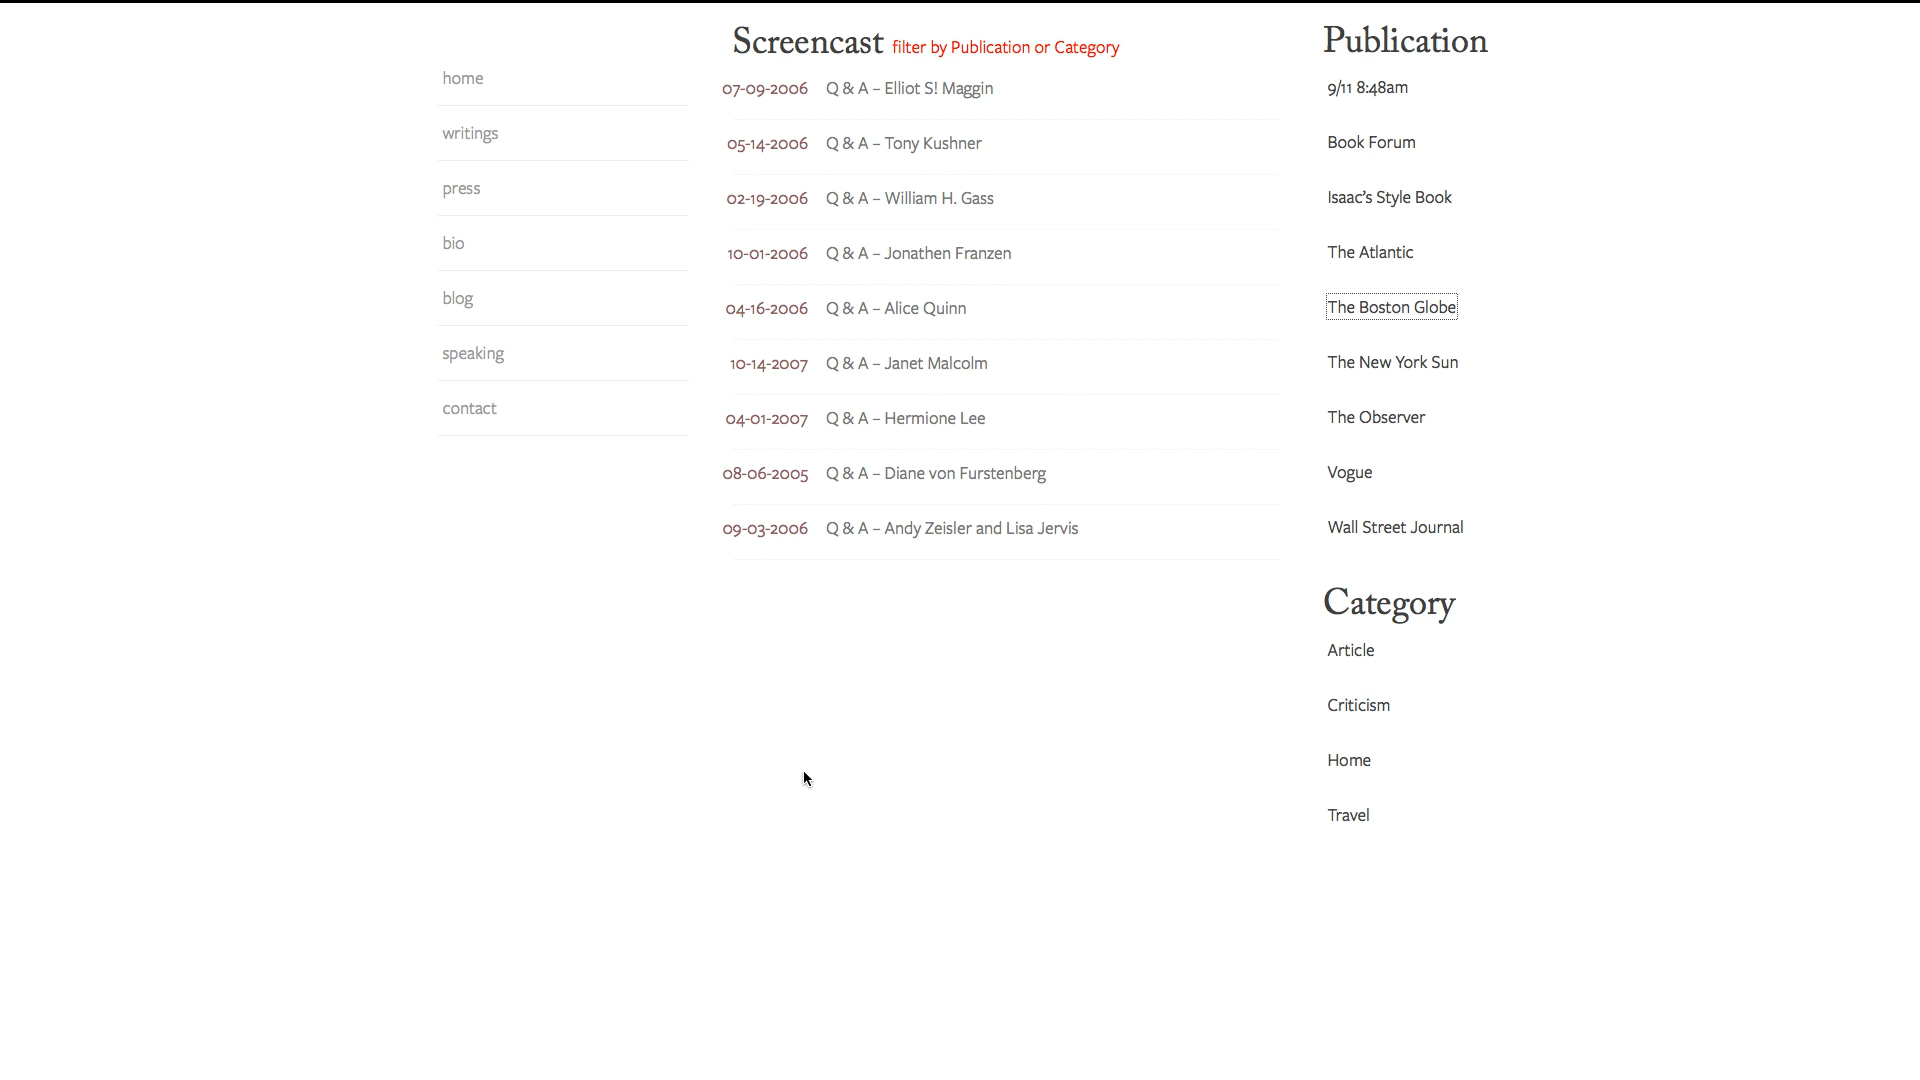 home
writings
press
bio
blog
speaking
contact
Screencast filter by Publication or Category
07-09-2006 Q & A – Elliot S! Maggin
05-14-2006 Q & A – Tony Kushner
02-19-2006 Q & A – William H. Gass
10-01-2006 Q & A – Jonathen Franzen
04-16-2006 Q & A – Alice Quinn
10-14-2007 Q & A – Janet Malcolm
04-01-2007 Q & A – Hermione Lee
08-06-2005 Q & A – Diane von Furstenberg
09-03-2006 Q & A – Andy Zeisler and Lisa Jervis
Publication
9/11 8:48am
Book Forum
Isaac’s Style Book
The Atlantic
The Boston Globe
The New York Sun
The Observer
Vogue
Wall Street Journal
Category
Article
Criticism
Home
Travel